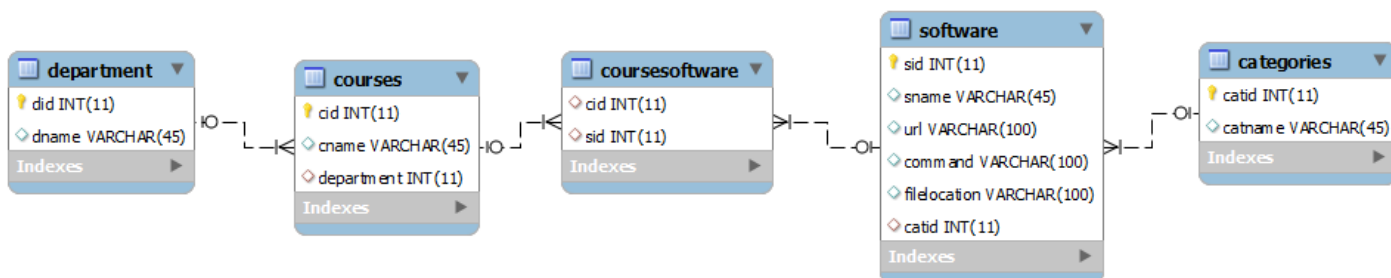 department
did INT(11)
dname VARCHAR(45)
Indexes
courses
cid INT(11)
cname VARCHAR(45)
department INT(11)
Indexes
coursesoftware
cid INT(11)
sid INT(11)
Indexes
software
sid INT(11)
sname VARCHAR(45)
url VARCHAR(100)
command VARCHAR(100)
filelocation VARCHAR(100)
catid INT(11)
Indexes
categories
catid INT(11)
catname VARCHAR(45)
Indexes